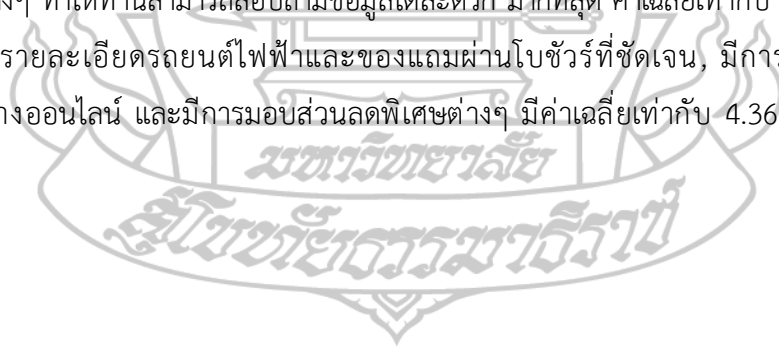 งๆ ทำให้ท่านสามารถสอบถามข้อมูลได้สะดวก มากที่สุด ค่าเฉลี่ยเท่ากับ
รายละเอียดรถยนต์ไฟฟ้าและของแถมผ่านโบชัวร์ที่ชัดเจน, มีการ
างออนไลน์ และมีการมอบส่วนลดพิเศษต่างๆ มีค่าเฉลี่ยเท่ากับ 4.36
มหาวิทยาลัย
สุโขทัยธรรมาธิราช